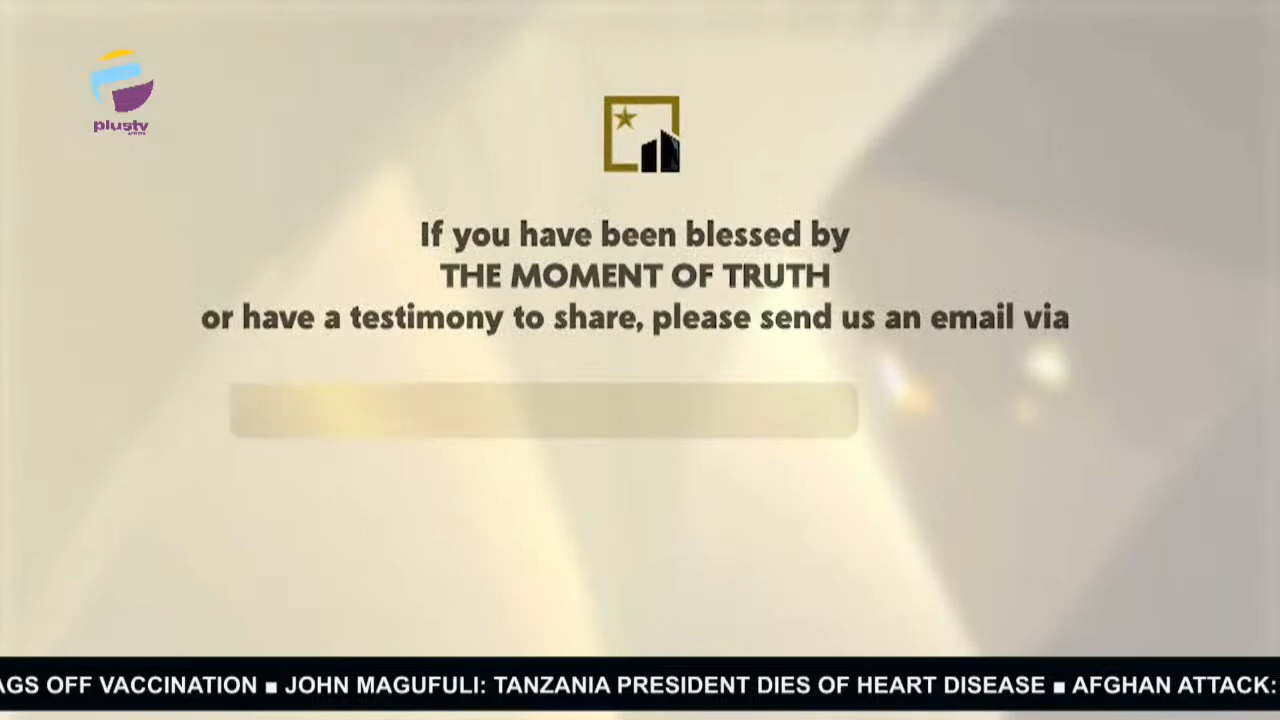 plustv
If you have been blessed by
THE MOMENT OF TRUTH
or have a testimony to share, please send us an email via
AGS OFF VACCINATION ■ JOHN MAGUFULI: TANZANIA PRESIDENT DIES OF HEART DISEASE ■ AFGHAN ATTACK: